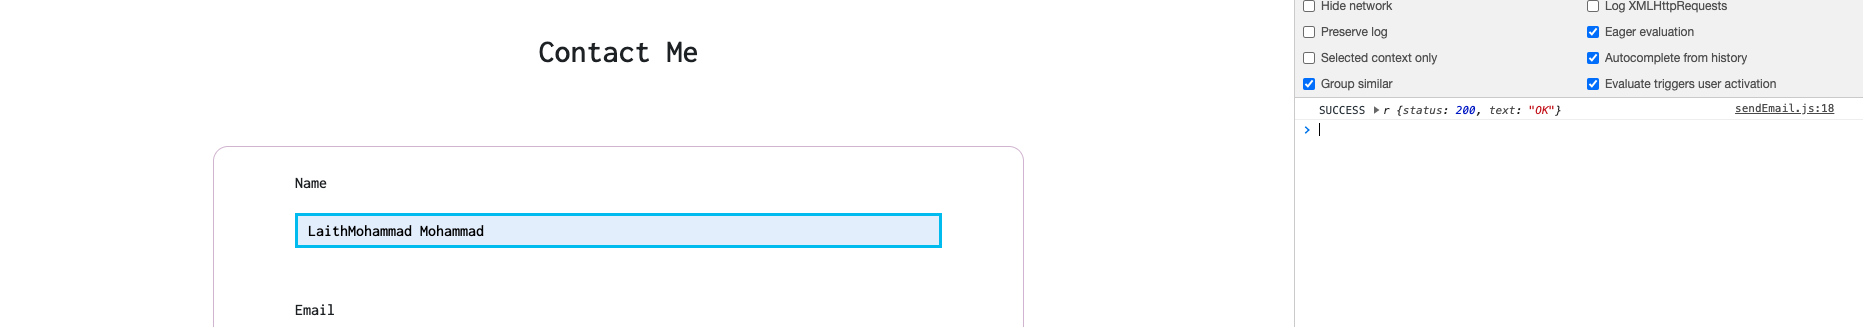 Contact Me
Name
LaithMohammad Mohammad
Email
Hide network
Log XMLHttpRequests
Preserve log
Eager evaluation
Selected context only
Autocomplete from history
Group similar
Evaluate triggers user activation
SUCCESS ▶ r {status: 200, text: "OK"} sendEmail.js:18
>